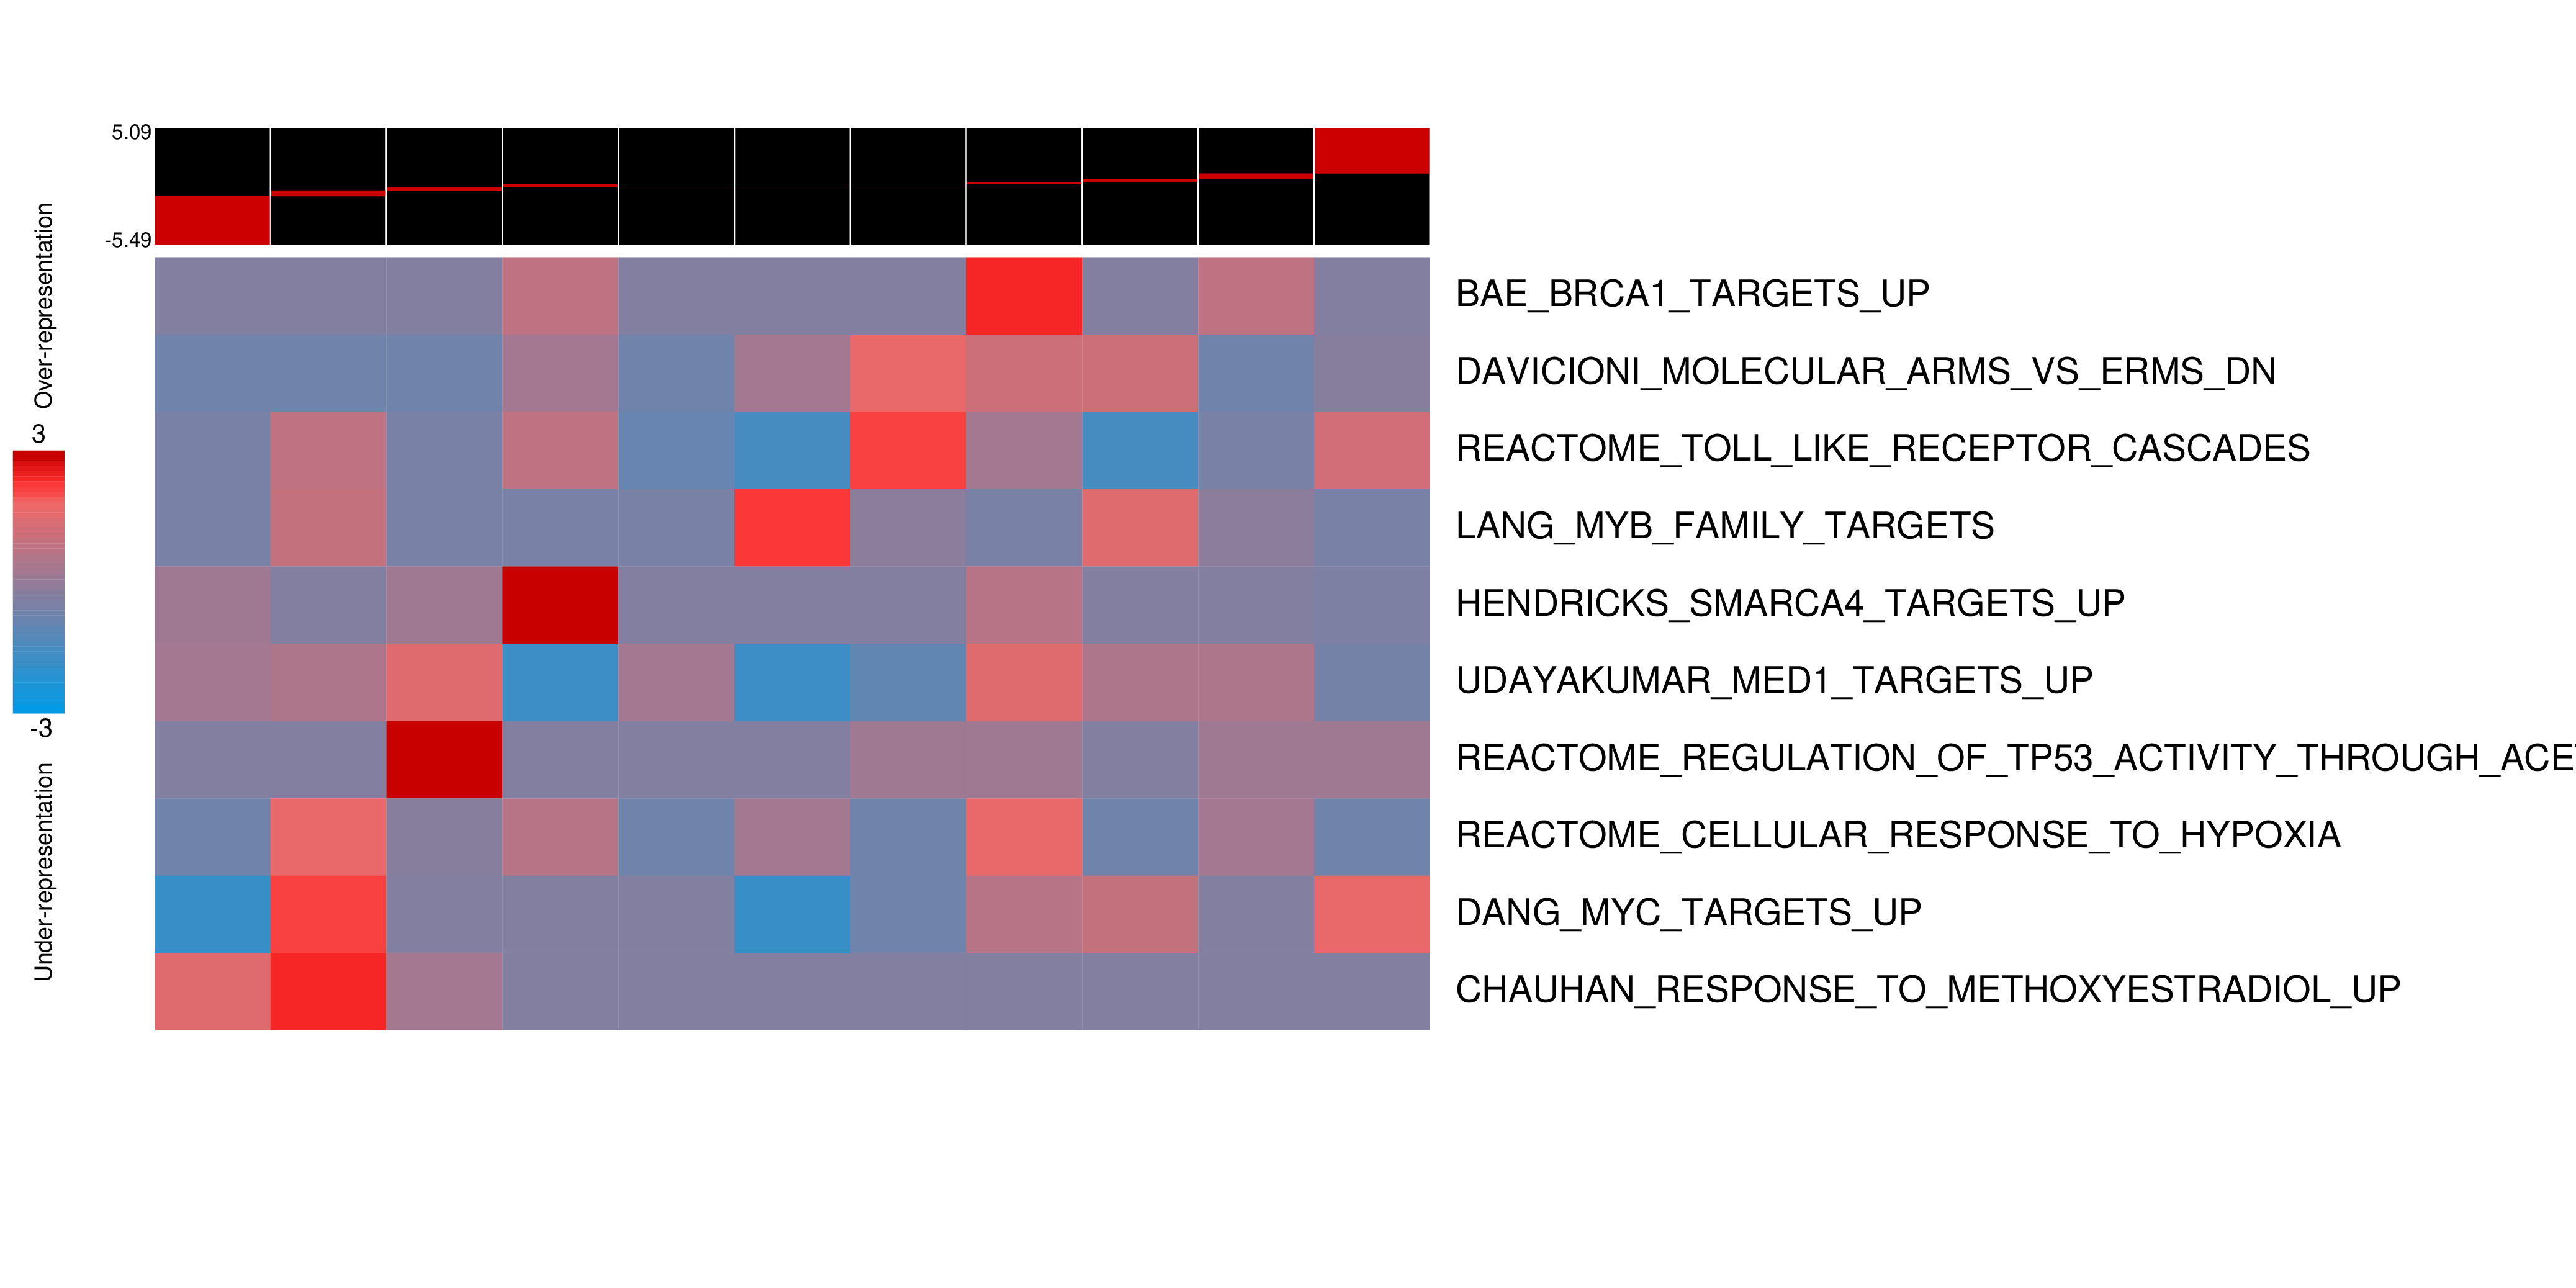 5.09
-5.49
Over-representation
3
-3
Under-representation
BAE_BRCA1_TARGETS_UP
DAVICIONI_MOLECULAR_ARMS_VS_ERMS_DN
REACTOME_TOLL_LIKE_RECEPTOR_CASCADES
LANG_MYB_FAMILY_TARGETS
HENDRICKS_SMARCA4_TARGETS_UP
UDAYAKUMAR_MED1_TARGETS_UP
REACTOME_REGULATION_OF_TP53_ACTIVITY_THROUGH_ACE
REACTOME_CELLULAR_RESPONSE_TO_HYPOXIA
DANG_MYC_TARGETS_UP
CHAUHAN_RESPONSE_TO_METHOXYESTRADIOL_UP